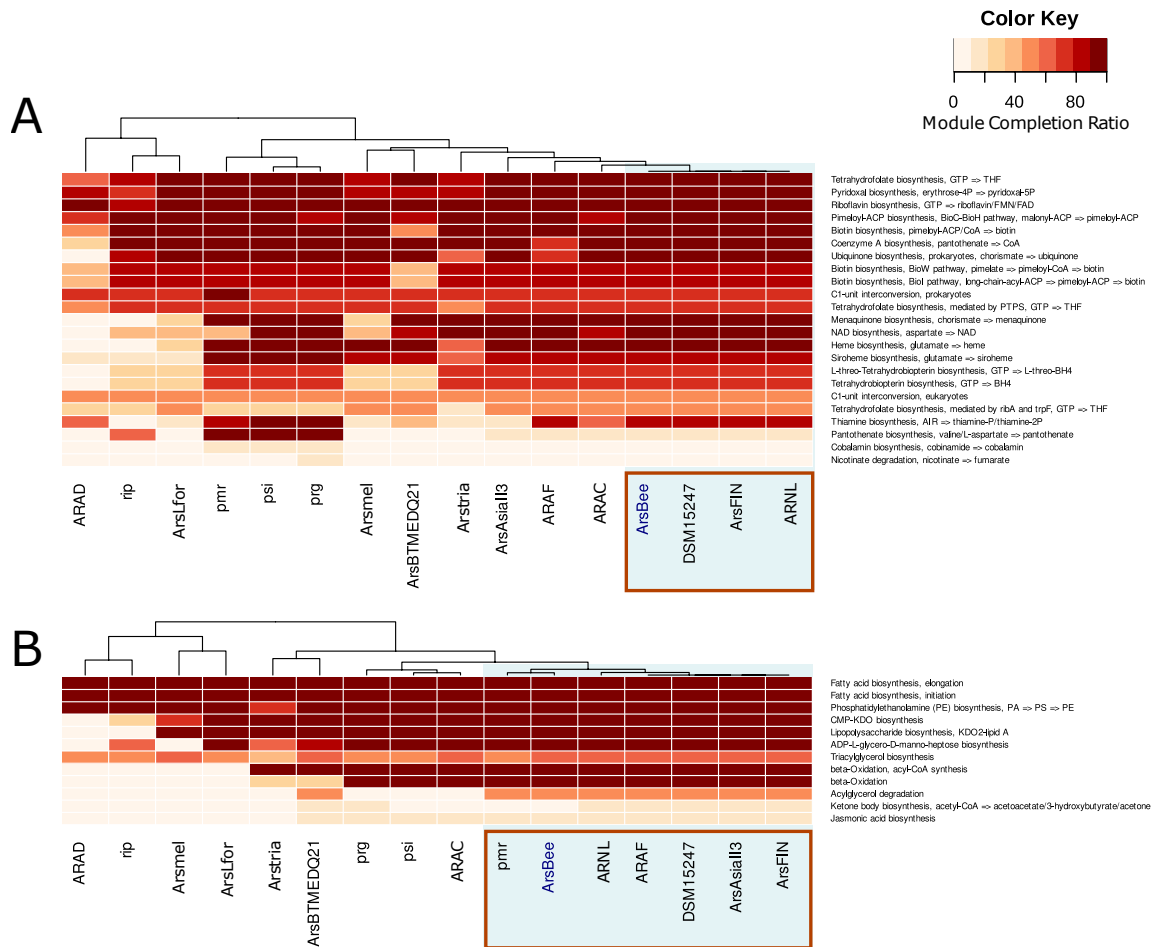 Color Key
0 40 80
Module Completion Ratio
A
Tetrahydrofolate biosynthesis, GTP => THF
Pyridoxal biosynthesis, erythrose-4P => pyridoxal-5P
Riboflavin biosynthesis, GTP => riboflavin/FMN/FAD
Pimeloyl-ACP biosynthesis, BioC-BioH pathway, malonyl-ACP => pimeloyl-ACP
Biotin biosynthesis, pimeloyl-ACP/CoA => biotin
Coenzyme A biosynthesis, pantothenate => CoA
Ubiquinone biosynthesis, prokaryotes, chorismate => ubiquinone
Biotin biosynthesis, BioW pathway, pimelate => pimeloyl-CoA => biotin
Biotin biosynthesis, BioI pathway, long-chain-acyl-ACP => pimeloyl-ACP => biotin
C1-unit interconversion, prokaryotes
Tetrahydrofolate biosynthesis, mediated by PTPS, GTP => THF
Menaquinone biosynthesis, chorismate => menaquinone
NAD biosynthesis, aspartate => NAD
Heme biosynthesis, glutamate => heme
Siroheme biosynthesis, glutamate => siroheme
L-threo-Tetrahydrobiopterin biosynthesis, GTP => L-threo-BH4
Tetrahydrobiopterin biosynthesis, GTP => BH4
C1-unit interconversion, eukaryotes
Tetrahydrofolate biosynthesis, mediated by ribA and trpF, GTP => THF
Thiamine biosynthesis, AIR => thiamine-P/thiamine-2P
Pantothenate biosynthesis, valine/L-aspartate => pantothenate
Cobalamin biosynthesis, cobinamide => cobalamin
Nicotinate degradation, nicotinate => fumarate
ARAD
rip
ArsLfor
pmr
psi
prg
Arsmel
ArsBTMEDQ21
Arstria
ArsAsiaII3
ARAF
ARAC
ArsBee
DSM15247
ArsFIN
ARNL
B
Fatty acid biosynthesis, elongation
Fatty acid biosynthesis, initiation
Phosphatidylethanolamine (PE) biosynthesis, PA => PS => PE
CMP-KDO biosynthesis
Lipopolysaccharide biosynthesis, KDO2-lipid A
ADP-L-glycero-D-manno-heptose biosynthesis
Triacylglycerol biosynthesis
beta-Oxidation, acyl-CoA synthesis
beta-Oxidation
Acylglycerol degradation
Ketone body biosynthesis, acetyl-CoA => acetoacetate/3-hydroxybutyrate/acetone
Jasmonic acid biosynthesis
ARAD
rip
Arsmel
ArsLfor
Arstria
ArsBTMEDQ21
prg
psi
ARAC
pmr
ArsBee
ARNL
ARAF
DSM15247
ArsAsiaII3
ArsFIN